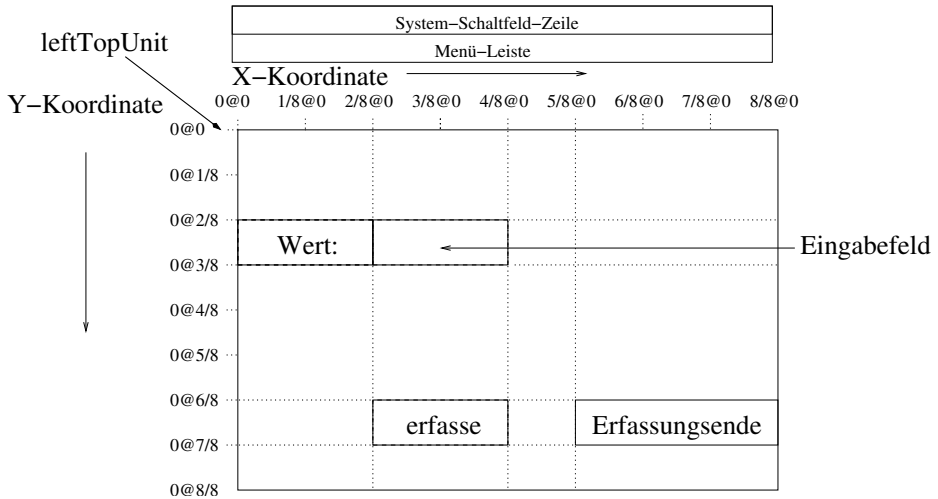 System−Schaltfeld−Zeile
leftTopUnit
Menü−Leiste
X−Koordinate
Y−Koordinate
0@0 1/8@0 2/8@0 3/8@0 4/8@0 5/8@0 6/8@0 7/8@0 8/8@0
0@0
0@1/8
0@2/8
Wert:
Eingabefeld
0@3/8
0@4/8
0@5/8
0@6/8
erfasse Erfassungsende
0@7/8
0@8/8